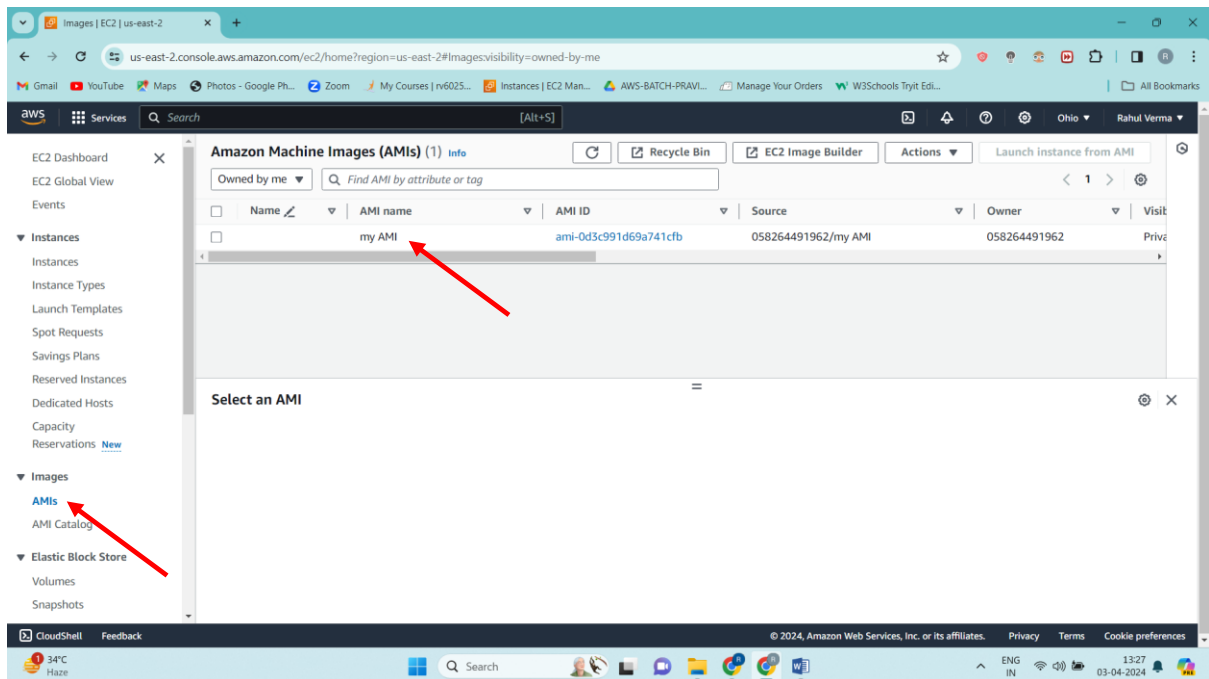 Images | EC2 | us-east-2
us-east-2.console.aws.amazon.com/ec2/home?region=us-east-2#Images:visibility=owned-by-me
Gmail YouTube Maps Photos - Google Ph... Zoom My Courses | rv6025... Instances | EC2 Man... AWS-BATCH-PRAVI... Manage Your Orders W3Schools Tryit Edi... All Bookmarks
aws Services Search [Alt+S] Ohio Rahul Verma
EC2 Dashboard
EC2 Global View
Events
Instances
Instances
Instance Types
Launch Templates
Spot Requests
Savings Plans
Reserved Instances
Dedicated Hosts
Capacity
Reservations New
Images
AMIs
AMI Catalog
Elastic Block Store
Volumes
Snapshots
Amazon Machine Images (AMIs) (1) Info Recycle Bin EC2 Image Builder Actions Launch instance from AMI
Owned by me Find AMI by attribute or tag 1
Name AMI name AMI ID Source Owner Visit
my AMI ami-0d3c991d69a741cfb 058264491962/my AMI 058264491962 Priva
Select an AMI
CloudShell Feedback © 2024, Amazon Web Services, Inc. or its affiliates. Privacy Terms Cookie preferences
1 34°C Search ENG 13:27
Haze IN 03-04-2024